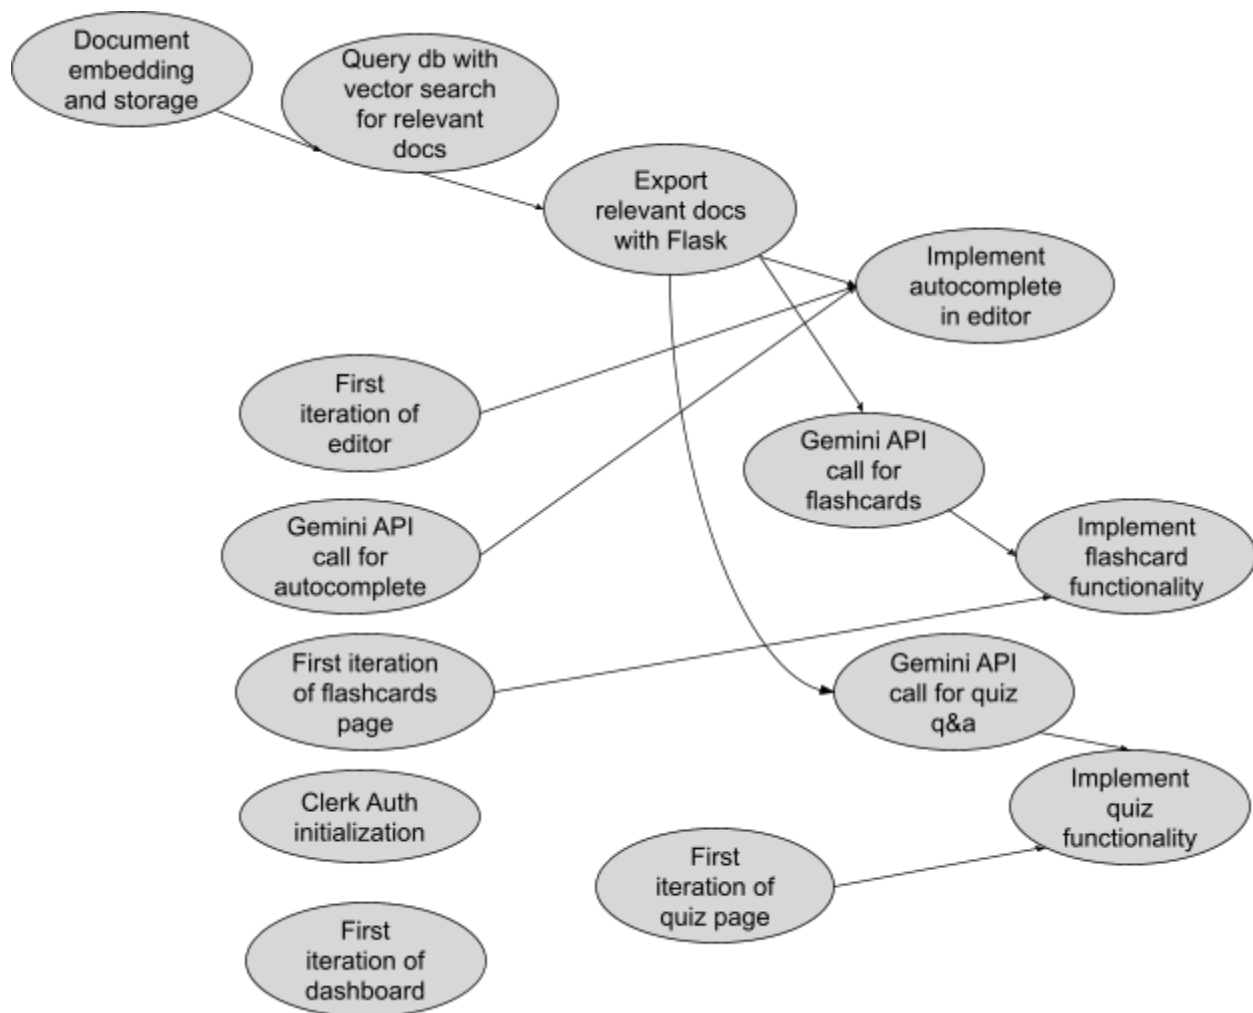 Document
embedding
and storage
Query db with
vector search
for relevant
docs
Export
relevant docs
with Flask
Implement
autocomplete
in editor
First
iteration of
editor
Gemini API
call for
flashcards
Gemini API
call for
autocomplete
Implement
flashcard
functionality
First iteration
of flashcards
page
Gemini API
call for quiz
q&a
Clerk Auth
initialization
Implement
quiz
functionality
First
iteration of
quiz page
First
iteration of
dashboard